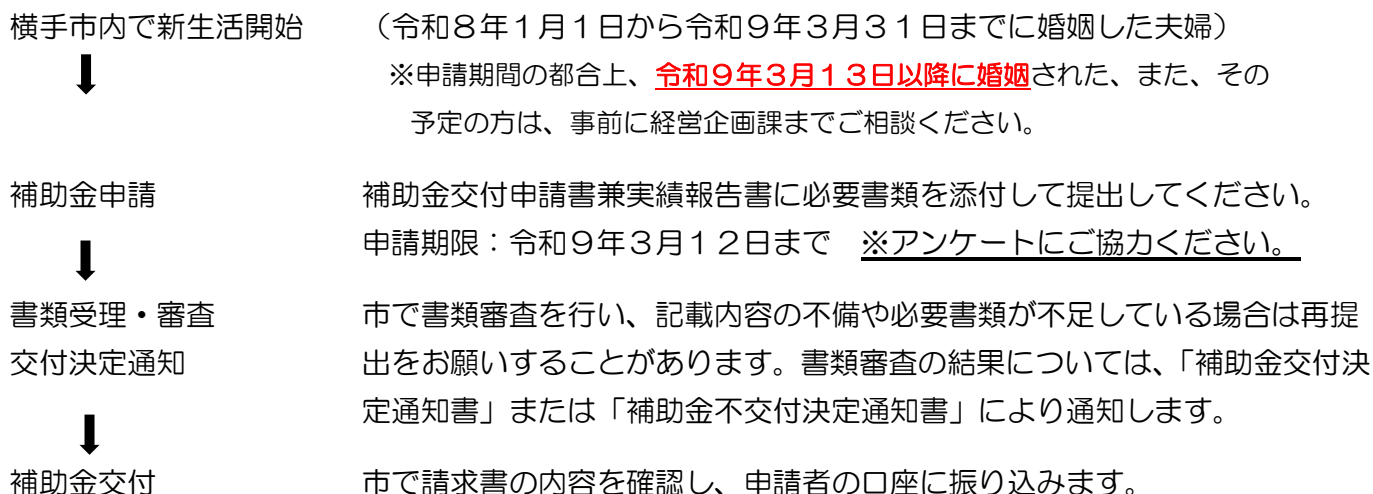 横手市内で新生活開始　（令和８年１月１日から令和９年３月３１日までに婚姻した夫婦）
※申請期間の都合上、令和９年３月１３日以降に婚姻された、また、その
予定の方は、事前に経営企画課までご相談ください。
補助金申請　補助金交付申請書兼実績報告書に必要書類を添付して提出してください。
申請期限：令和９年３月１２日まで　※アンケートにご協力ください。
書類受理・審査　市で書類審査を行い、記載内容の不備や必要書類が不足している場合は再提
交付決定通知　出をお願いすることがあります。書類審査の結果については、「補助金交付決
定通知書」または「補助金不交付決定通知書」により通知します。
補助金交付　市で請求書の内容を確認し、申請者の口座に振り込みます。